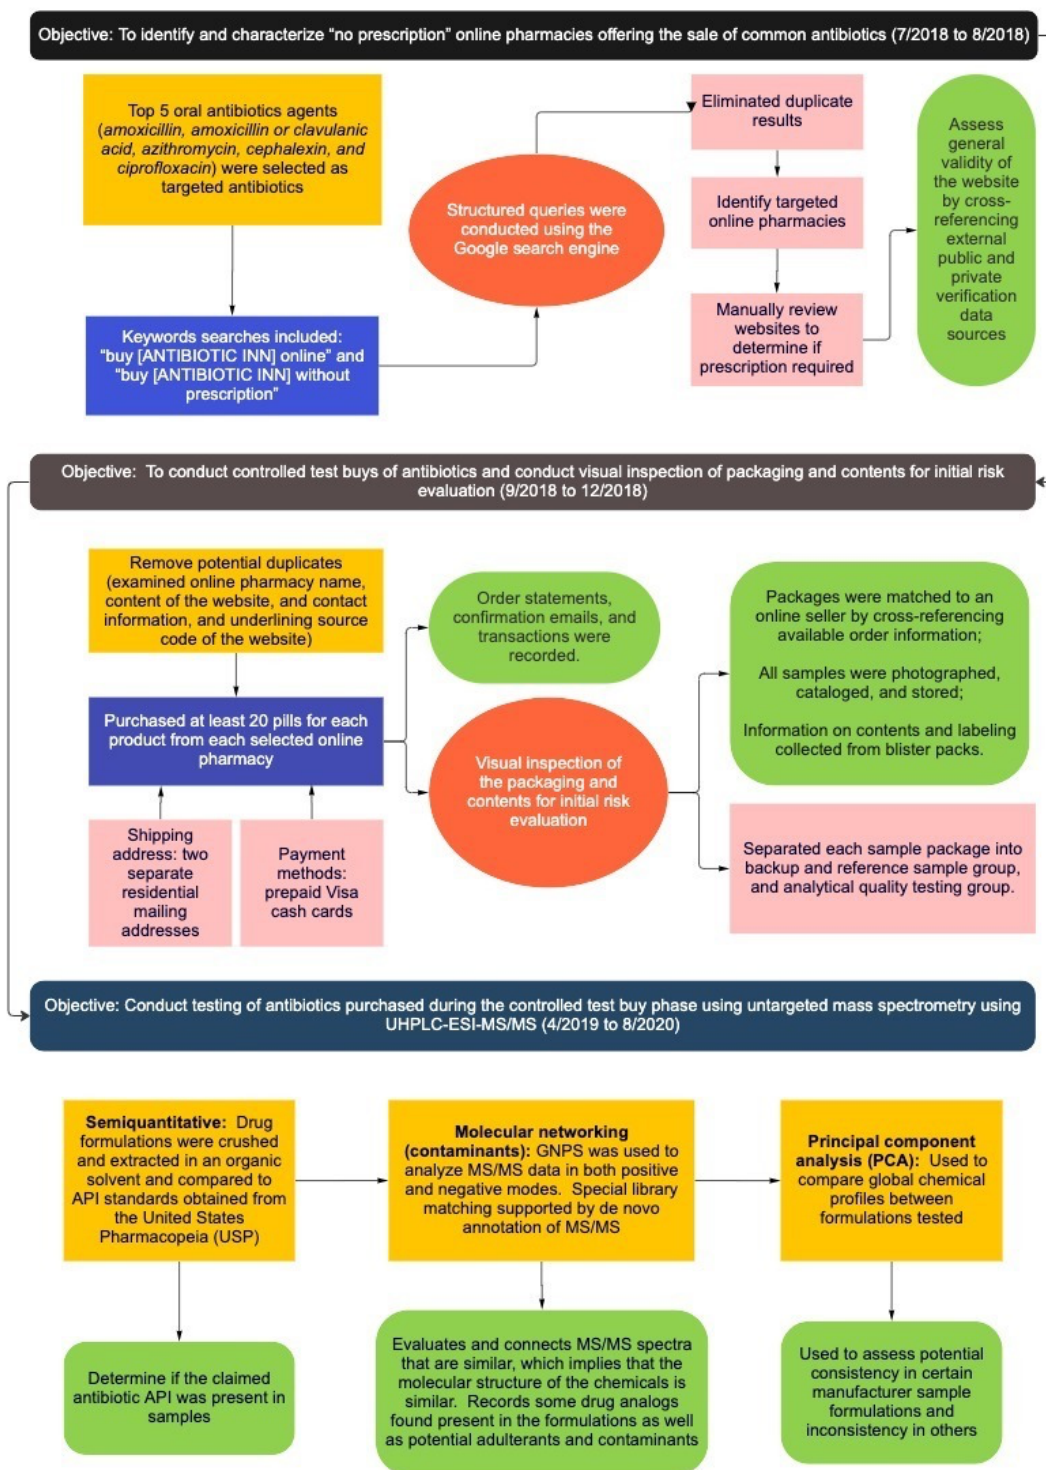 Objective: To identify and characterize “no prescription” online pharmacies offering the sale of common antibiotics (7/2018 to 8/2018)
Top 5 oral antibiotics agents
(amoxicillin, amoxicillin or clavulanic
acid, azithromycin, cephalexin, and
ciprofloxacin) were selected as
targeted antibiotics
Keywords searches included:
“buy [ANTIBIOTIC INN] online” and
“buy [ANTIBIOTIC INN] without
prescription”
Structured queries were
conducted using the
Google search engine
Eliminated duplicate
results
Identify targeted
online pharmacies
Manually review
websites to
determine if
prescription required
Assess
general
validity of
the website
by cross-
referencing
external
public and
private
verification
data
sources
Objective: To conduct controlled test buys of antibiotics and conduct visual inspection of packaging and contents for initial risk
evaluation (9/2018 to 12/2018)
Remove potential duplicates
(examined online pharmacy name,
content of the website, and contact
information, and underlining source
code of the website)
Purchased at least 20 pills for each
product from each selected online
pharmacy
Shipping
address: two
separate
residential
mailing
addresses
Payment
methods:
prepaid Visa
cash cards
Order statements,
confirmation emails, and
transactions were
recorded.
Visual inspection of
the packaging and
contents for initial risk
evaluation
Packages were matched to an
online seller by cross-referencing
available order information;
All samples were photographed,
cataloged, and stored;
Information on contents and labeling
collected from blister packs.
Separated each sample package into
backup and reference sample group,
and analytical quality testing group.
Objective: Conduct testing of antibiotics purchased during the controlled test buy phase using untargeted mass spectrometry using
UHPLC-ESI-MS/MS (4/2019 to 8/2020)
Semiquantitative: Drug
formulations were crushed
and extracted in an organic
solvent and compared to
API standards obtained from
the United States
Pharmacopeia (USP)
Determine if the claimed
antibiotic API was present in
samples
Molecular networking
(contaminants): GNPS was used to
analyze MS/MS data in both positive
and negative modes. Special library
matching supported by de novo
annotation of MS/MS
Evaluates and connects MS/MS spectra
that are similar, which implies that the
molecular structure of the chemicals is
similar. Records some drug analogs
found present in the formulations as well
as potential adulterants and contaminants
Principal component
analysis (PCA): Used to
compare global chemical
profiles between
formulations tested
Used to assess potential
consistency in certain
manufacturer sample
formulations and
inconsistency in others